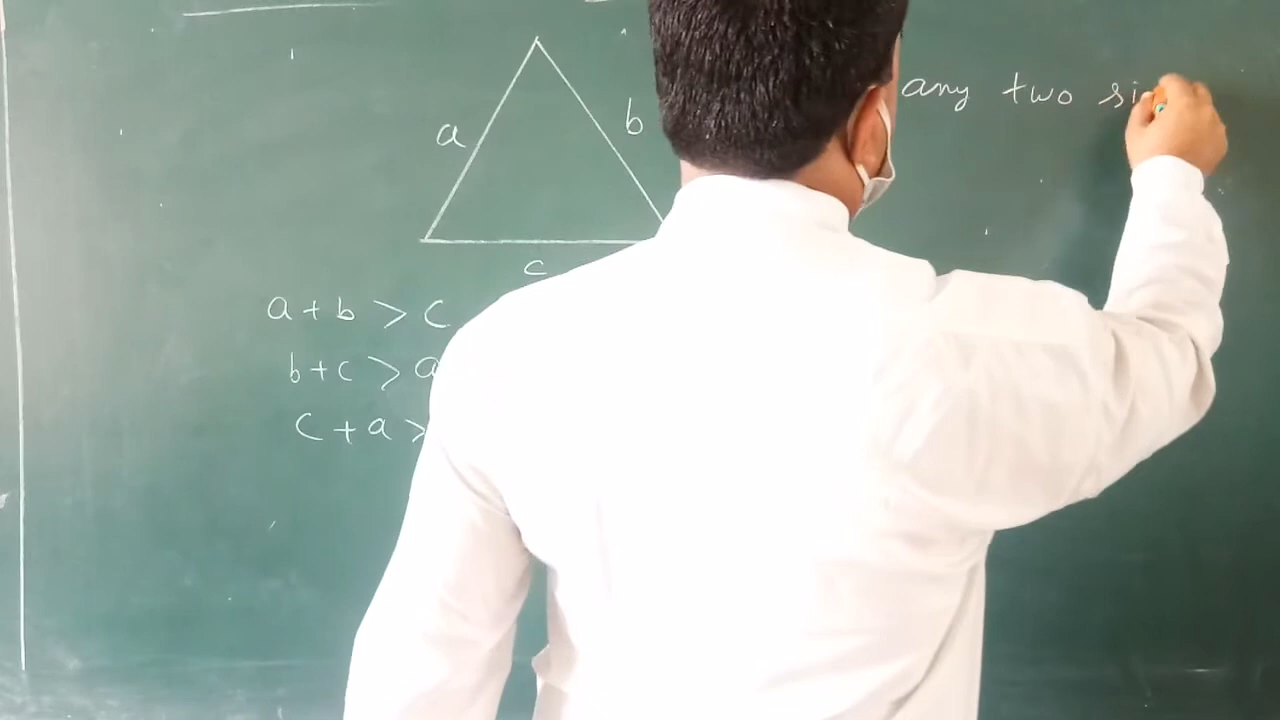 any two si
a
b
c
a + b > c
b + c > a
c + a >